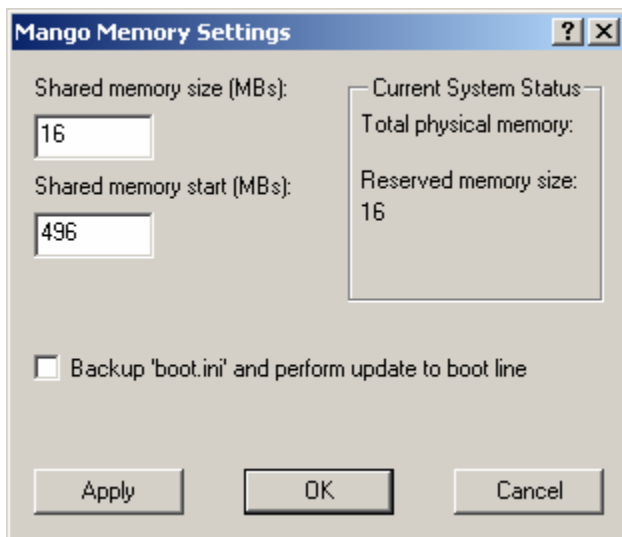 Mango Memory Settings
Shared memory size (MBs):
16
Shared memory start (MBs):
496
Current System Status
Total physical memory:
Reserved memory size:
16
Backup 'boot.ini' and perform update to boot line
Apply
OK
Cancel